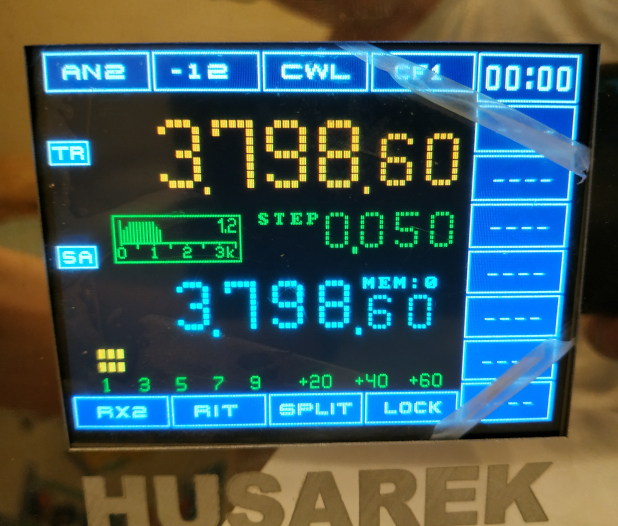 AN2 -12 CWL CF1 00:00
TR 3.798.60
----
STEP 0.050
1.2
0 1 2 3k
----
SA
MEM:0
3.798.60
----
----
----
1 3 5 7 9 +20 +40 +60
--
RX2 RIT SPLIT LOCK
HUSAREK